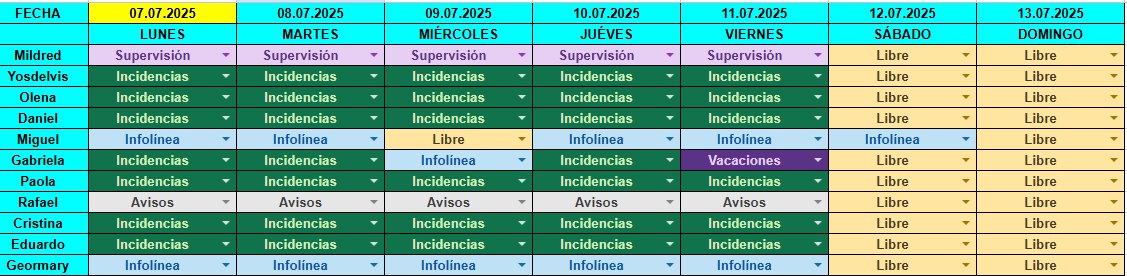 FECHA 07.07.2025 08.07.2025 09.07.2025 10.07.2025 11.07.2025 12.07.2025 13.07.2025
LUNES MARTES MIÉRCOLES JUÉVES VIERNES SÁBADO DOMINGO
Mildred Supervisión Supervisión Supervisión Supervisión Supervisión Libre Libre
Yosdelvis Incidencias Incidencias Incidencias Incidencias Incidencias Libre Libre
Olena Incidencias Incidencias Incidencias Incidencias Incidencias Libre Libre
Daniel Incidencias Incidencias Incidencias Incidencias Incidencias Libre Libre
Miguel Infolínea Infolínea Libre Infolínea Infolínea Infolínea Libre
Gabriela Incidencias Incidencias Infolínea Incidencias Vacaciones Libre Libre
Paola Incidencias Incidencias Incidencias Incidencias Incidencias Libre Libre
Rafael Avisos Avisos Avisos Avisos Avisos Libre Libre
Cristina Incidencias Incidencias Incidencias Incidencias Incidencias Libre Libre
Eduardo Incidencias Incidencias Incidencias Incidencias Incidencias Libre Libre
Geormary Infolínea Infolínea Infolínea Infolínea Infolínea Libre Libre